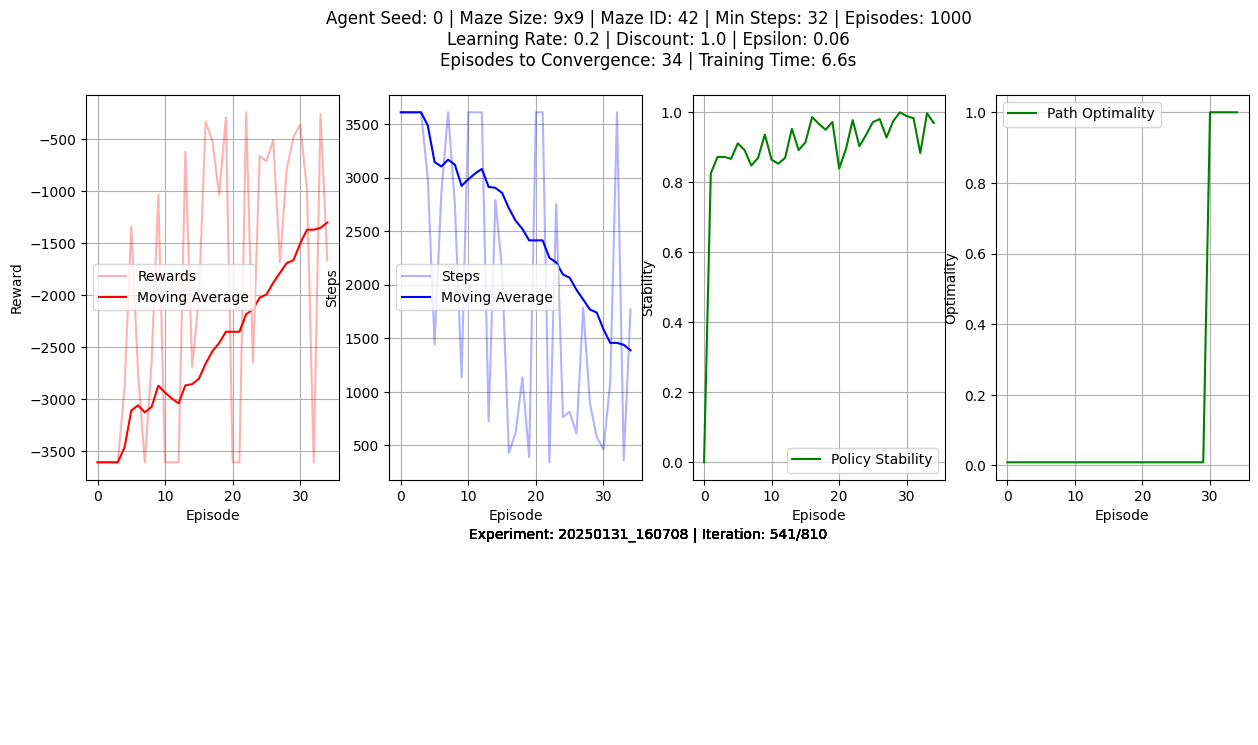 Agent Seed: 0 | Maze Size: 9x9 | Maze ID: 42 | Min Steps: 32 | Episodes: 1000
Learning Rate: 0.2 | Discount: 1.0 | Epsilon: 0.06
Episodes to Convergence: 34 | Training Time: 6.6s
Reward
−500
−1000
−1500
−2000
−2500
−3000
−3500
Rewards
Moving Average
0 10 20 30
Episode
Steps
3500
3000
2500
2000
1500
1000
500
Steps
Moving Average
0 10 20 30
Episode
Stability
1.0
0.8
0.6
0.4
0.2
0.0
Policy Stability
0 10 20 30
Episode
Optimality
1.0
0.8
0.6
0.4
0.2
0.0
Path Optimality
0 10 20 30
Episode
Experiment: 20250131_160708 | Iteration: 541/810